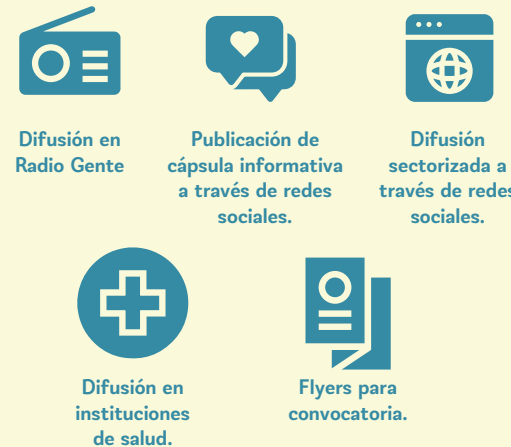 Difusión en
Radio Gente
Publicación de
cápsula informativa
a través de redes
sociales.
Difusión
sectorizada a
través de redes
sociales.
Difusión en
instituciones
de salud.
Flyers para
convocatoria.